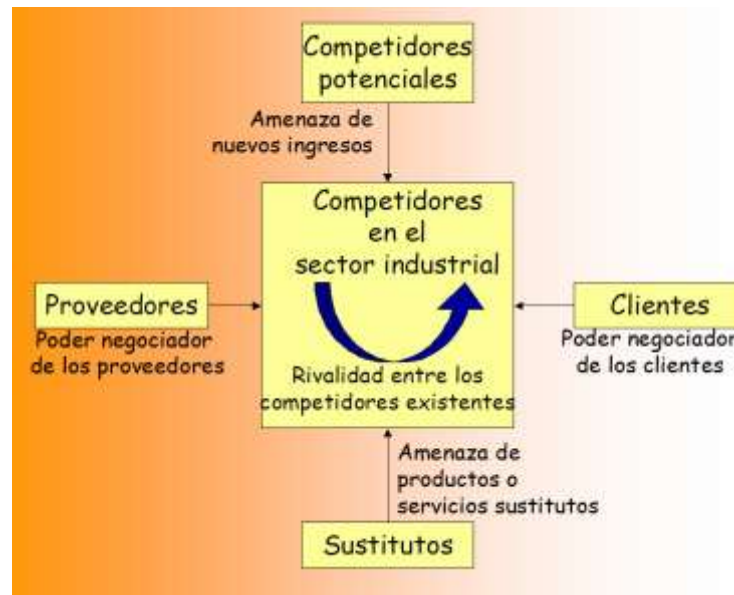 Competidores
potenciales
Amenaza de
nuevos ingresos
Competidores
en el
sector industrial
Proveedores
Poder negociador
de los proveedores
Clientes
Poder negociador
de los clientes
Rivalidad entre los
competidores existentes
Amenaza de
productos o
servicios sustitutos
Sustitutos